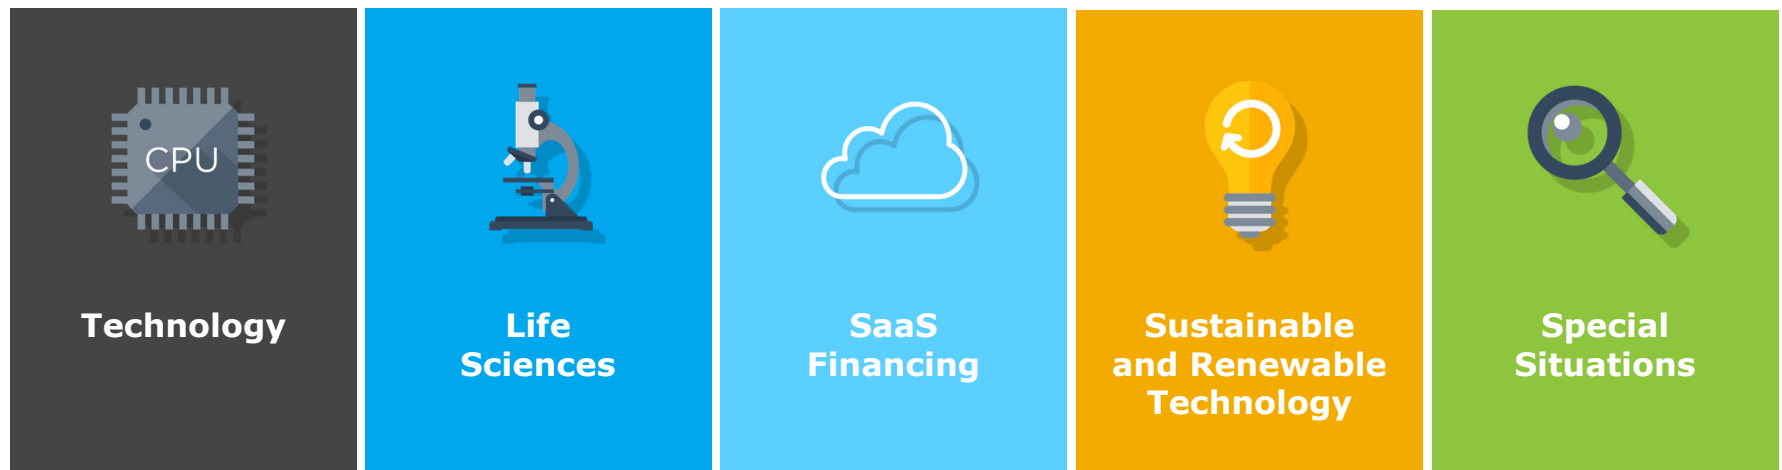 CPU
Technology
Life
Sciences
SaaS
Financing
Sustainable
and Renewable
Technology
Special
Situations